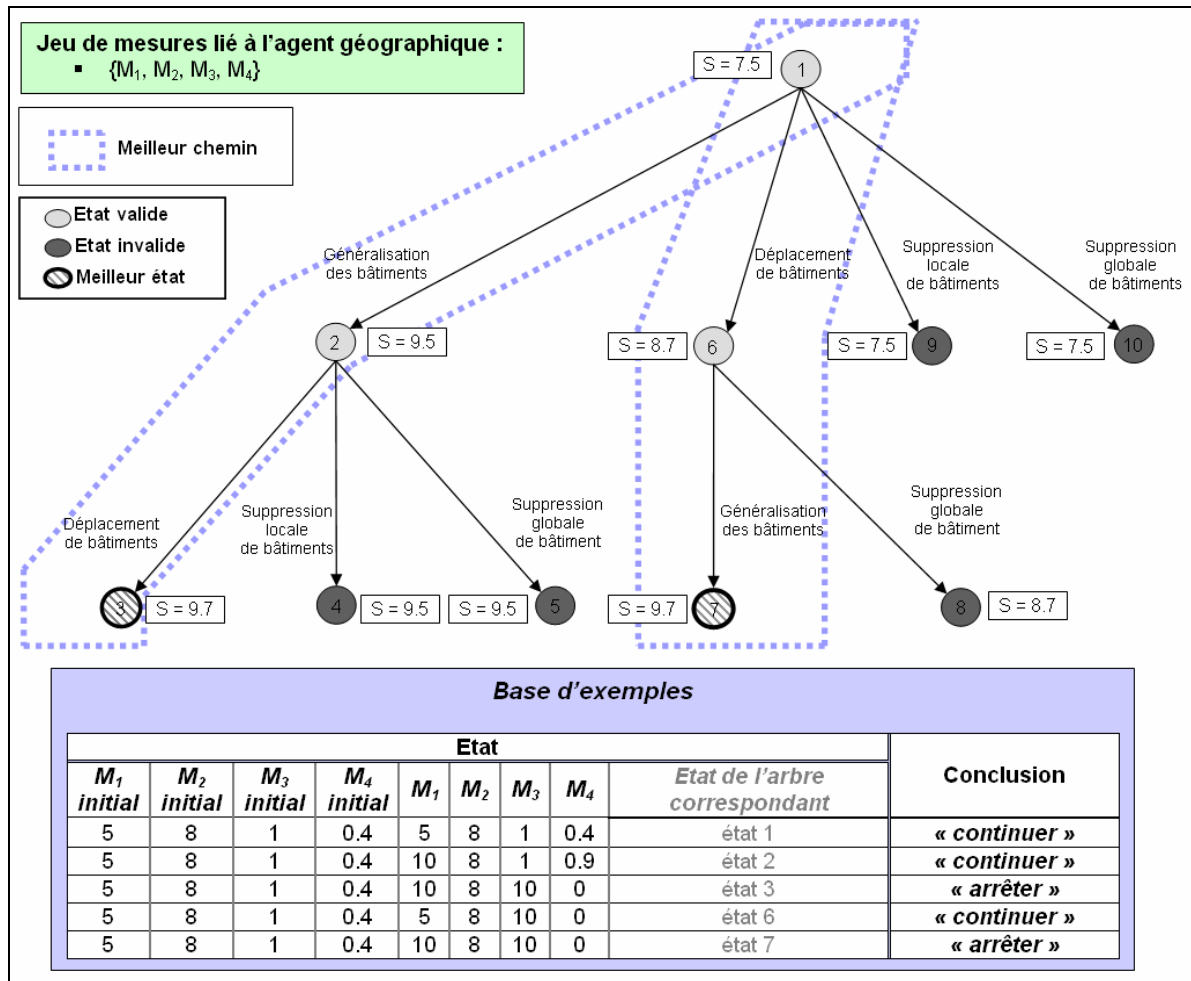 Jeu de mesures lié à l'agent géographique :
▪ {M₁, M₂, M₃, M₄}
Meilleur chemin
Etat valide
Etat invalide
Meilleur état
S = 7.5
1
Généralisation
des bâtiments
Déplacement
de bâtiments
Suppression
locale
de bâtiments
Suppression
globale
de bâtiments
2
S = 9.5
S = 8.7
6
S = 7.5
9
S = 7.5
10
Déplacement
de bâtiments
Suppression
locale
de bâtiments
Suppression
globale
de bâtiment
Généralisation
des bâtiments
Suppression
globale
de bâtiment
3
S = 9.7
4
S = 9.5
S = 9.5
5
S = 9.7
7
8
S = 8.7
Base d'exemples
Etat
Conclusion
M₁ initial M₂ initial M₃ initial M₄ initial M₁ M₂ M₃ M₄ Etat de l'arbre correspondant
5 8 1 0.4 5 8 1 0.4 état 1 « continuer »
5 8 1 0.4 10 8 1 0.9 état 2 « continuer »
5 8 1 0.4 10 8 10 0 état 3 « arrêter »
5 8 1 0.4 5 8 10 0 état 6 « continuer »
5 8 1 0.4 10 8 10 0 état 7 « arrêter »